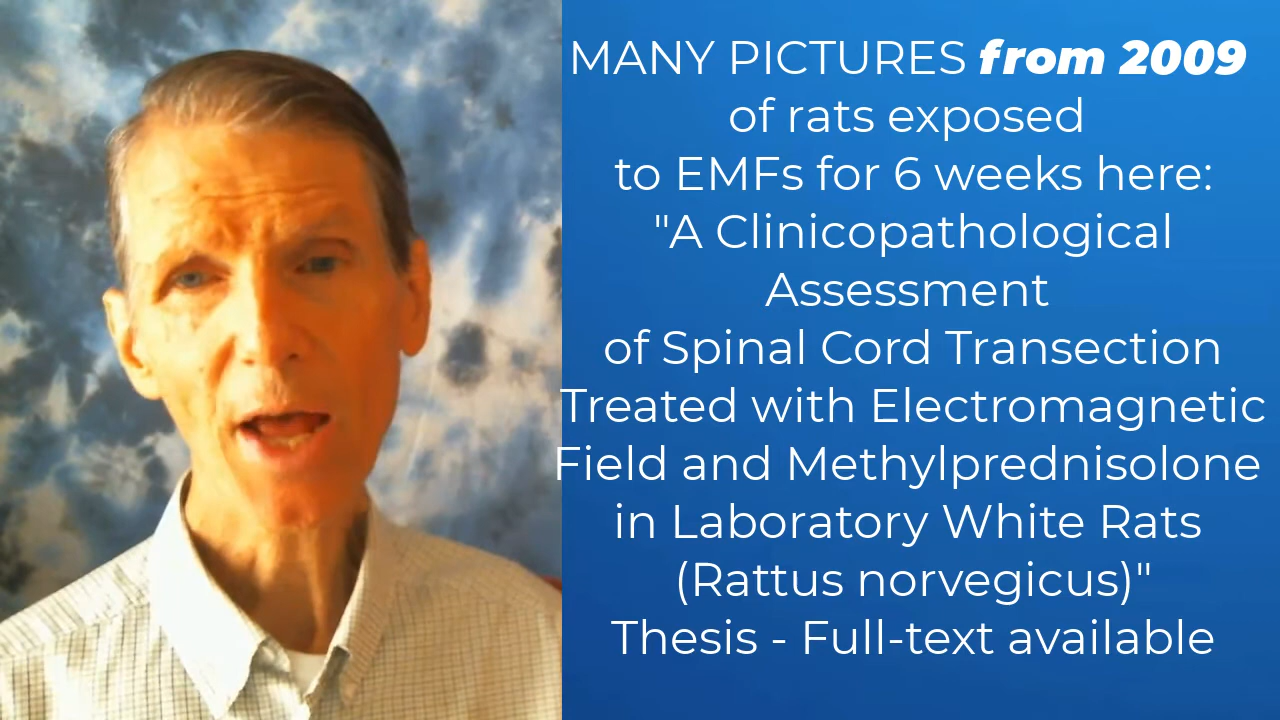 MANY PICTURES from 2009
of rats exposed
to EMFs for 6 weeks here:
"A Clinicopathological
Assessment
of Spinal Cord Transection
Treated with Electromagnetic
Field and Methylprednisolone
in Laboratory White Rats
(Rattus norvegicus)"
Thesis - Full-text available